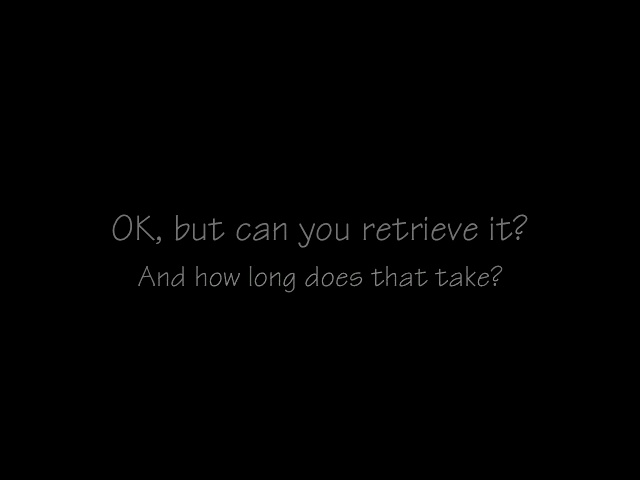 OK, but can you retrieve it?
And how long does that take?